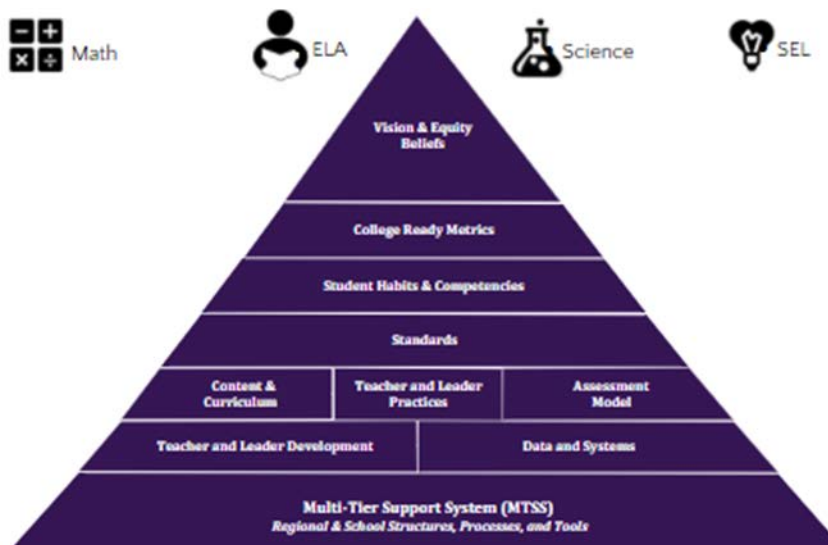 Math
ELA
Science
SEL
Vision & Equity
Beliefs
College Ready Metrics
Student Habits & Competencies
Standards
Content &
Curriculum
Teacher and Leader
Practices
Assessment
Model
Teacher and Leader Development
Data and Systems
Multi-Tier Support System (MTSS)
Regional & School Structures, Processes, and Tools